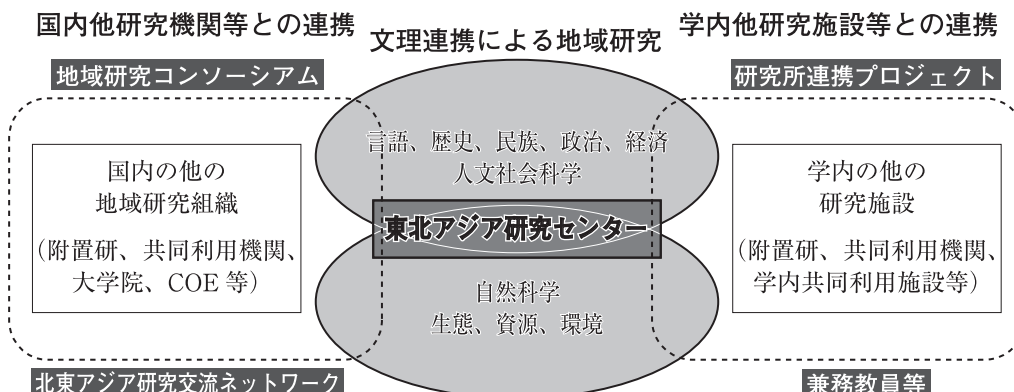 国内他研究機関等との連携
文理連携による地域研究
学内他研究施設等との連携
地域研究コンソーシアム
研究所連携プロジェクト
言語、歴史、民族、政治、経済
人文社会科学
国内の他の
地域研究組織
(附置研、共同利用機関、
大学院、COE 等)
東北アジア研究センター
学内の他の
研究施設
(附置研、共同利用機関、
学内共同利用施設等)
自然科学
生態、資源、環境
北東アジア研究交流ネットワーク
兼務教員等